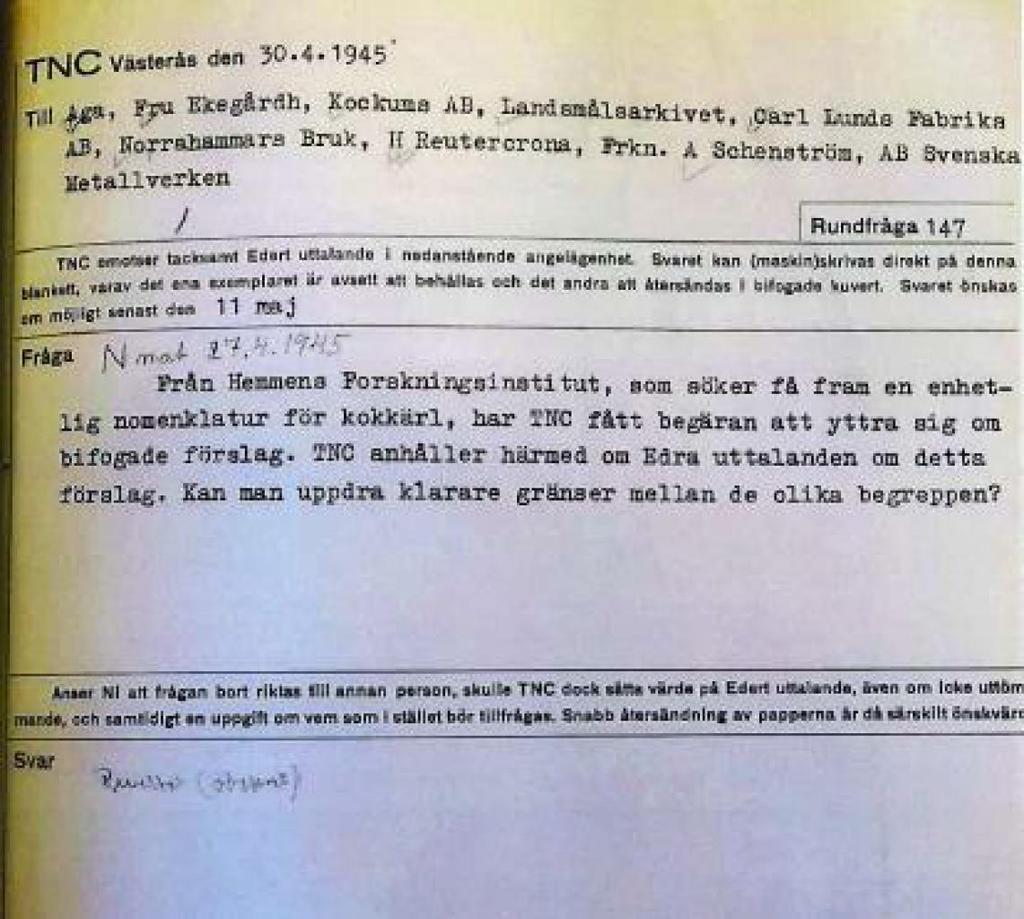 TNC Västerås den 30.4.1945
Till Aga, Fru Ekegårdh, Kockums AB, Landsmålsarkivet, Carl Lunds Fabriks
AB, Norrahammars Bruk, H Reutercrona, Frkn. A Schenström, AB Svenska
Metallverken
Rundfråga 147
TNC emotser tacksamt Edert uttalande i nedanstående angelägenhet. Svaret kan (maskin)skrivas direkt på denna
blankett, varav det ena exemplaret är avsett att behållas och det andra att återsändas i bifogade kuvert. Svaret önskas
om möjligt senast den 11 maj
Fråga N mat 27.4.1945
Från Hemmens Forskningsinstitut, som söker få fram en enhet-
lig nomenklatur för kokkärl, har TNC fått begäran att yttra sig om
bifogade förslag. TNC anhåller härmed om Edra uttalanden om detta
förslag. Kan man uppdra klarare gränser mellan de olika begreppen?
Anser Ni att frågan bort riktas till annan person, skulle TNC dock sätta värde på Edert uttalande, även om icke uttöm
mande, och samtidigt en uppgift om vem som i stället bör tillfrågas. Snabb återsändning av papperna är då särskilt önskvärd
Svar